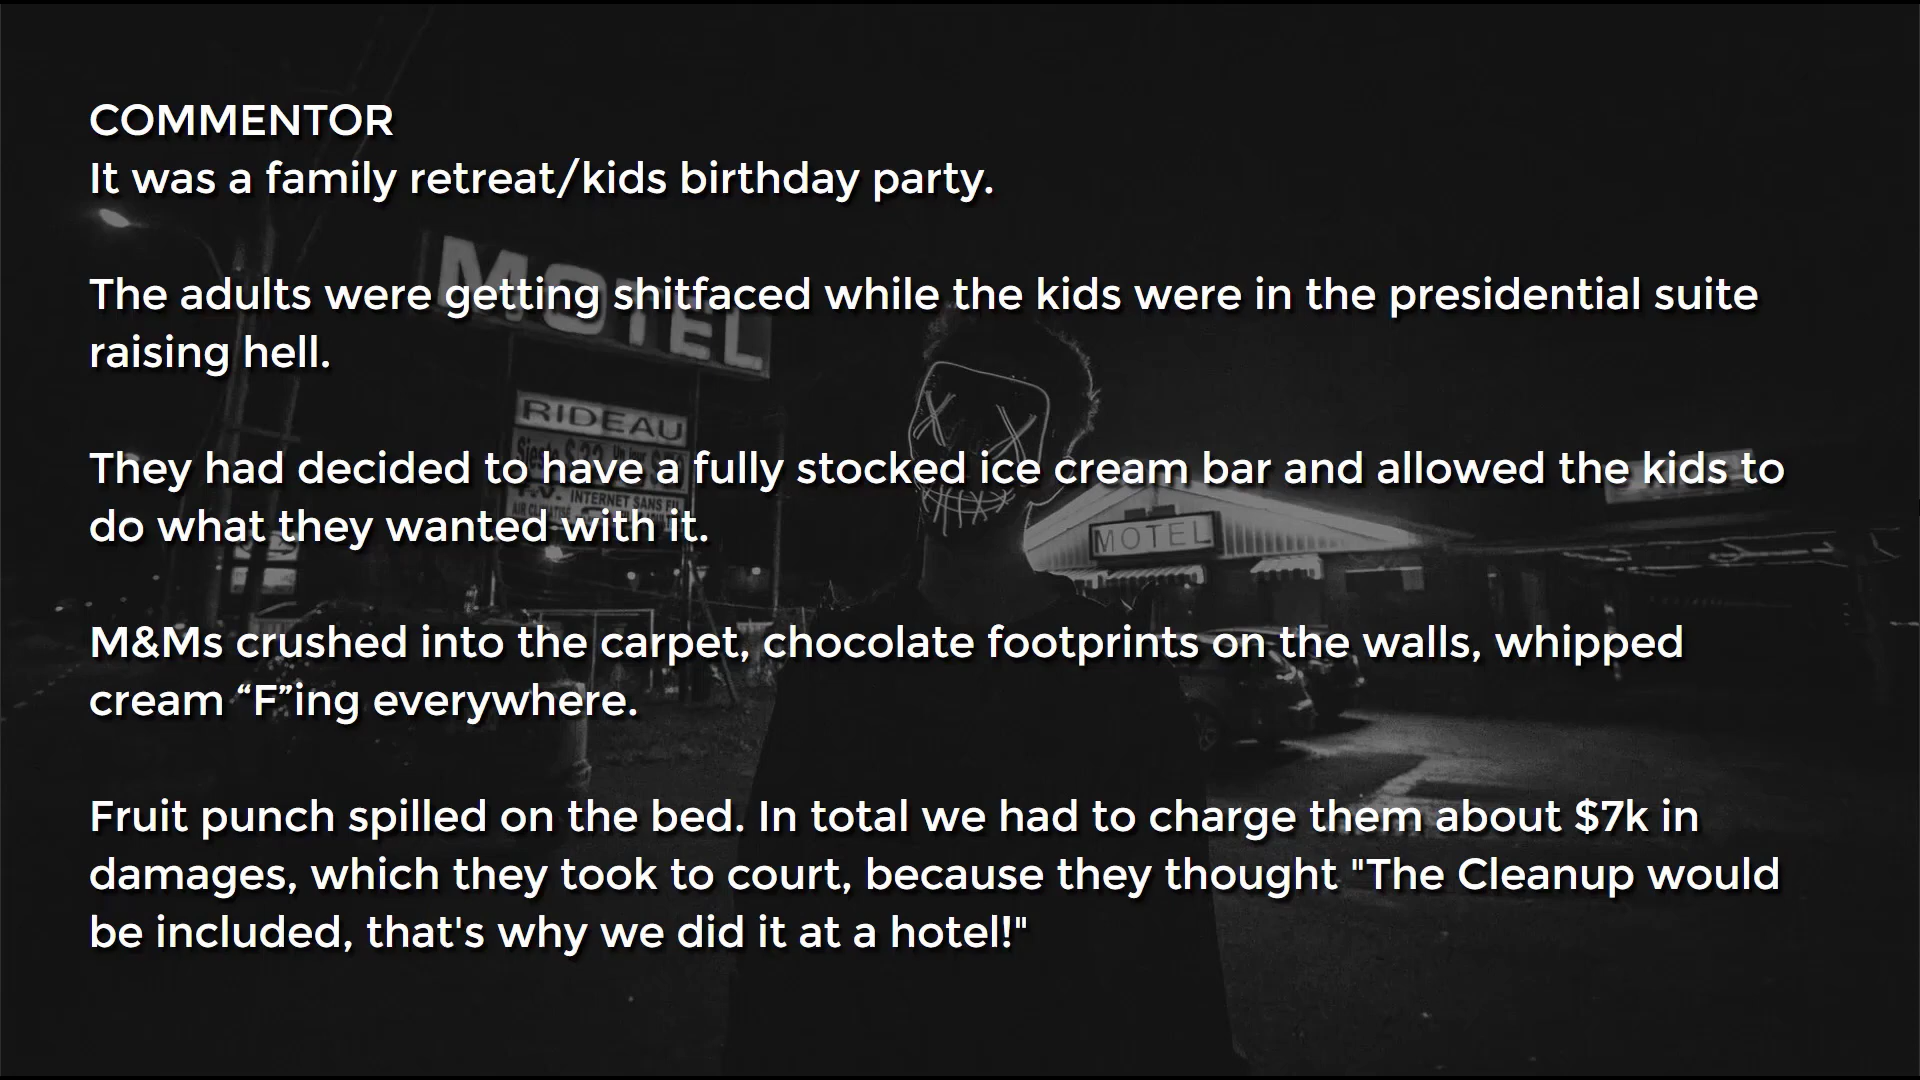 COMMENTOR
It was a family retreat/kids birthday party.
The adults were getting shitfaced while the kids were in the presidential suite
raising hell.
They had decided to have a fully stocked ice cream bar and allowed the kids to
do what they wanted with it.
M&Ms crushed into the carpet, chocolate footprints on the walls, whipped
cream “F”ing everywhere.
Fruit punch spilled on the bed. In total we had to charge them about $7k in
damages, which they took to court, because they thought "The Cleanup would
be included, that's why we did it at a hotel!"
MOTEL
RIDEAU
INTERNET SANS FIL
MOTEL